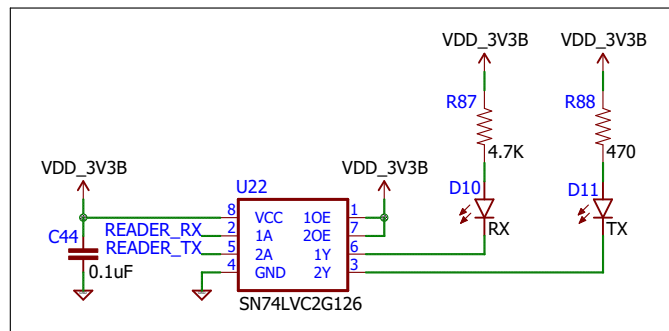 VDD_3V3B VDD_3V3B
R87 R88
4.7K 470
VDD_3V3B VDD_3V3B
D10 D11
RX TX
U22
8 VCC 1OE 1
READER_RX 2 1A 2OE 7
READER_TX 5 2A 1Y 6
4 GND 2Y 3
C44
0.1uF
SN74LVC2G126